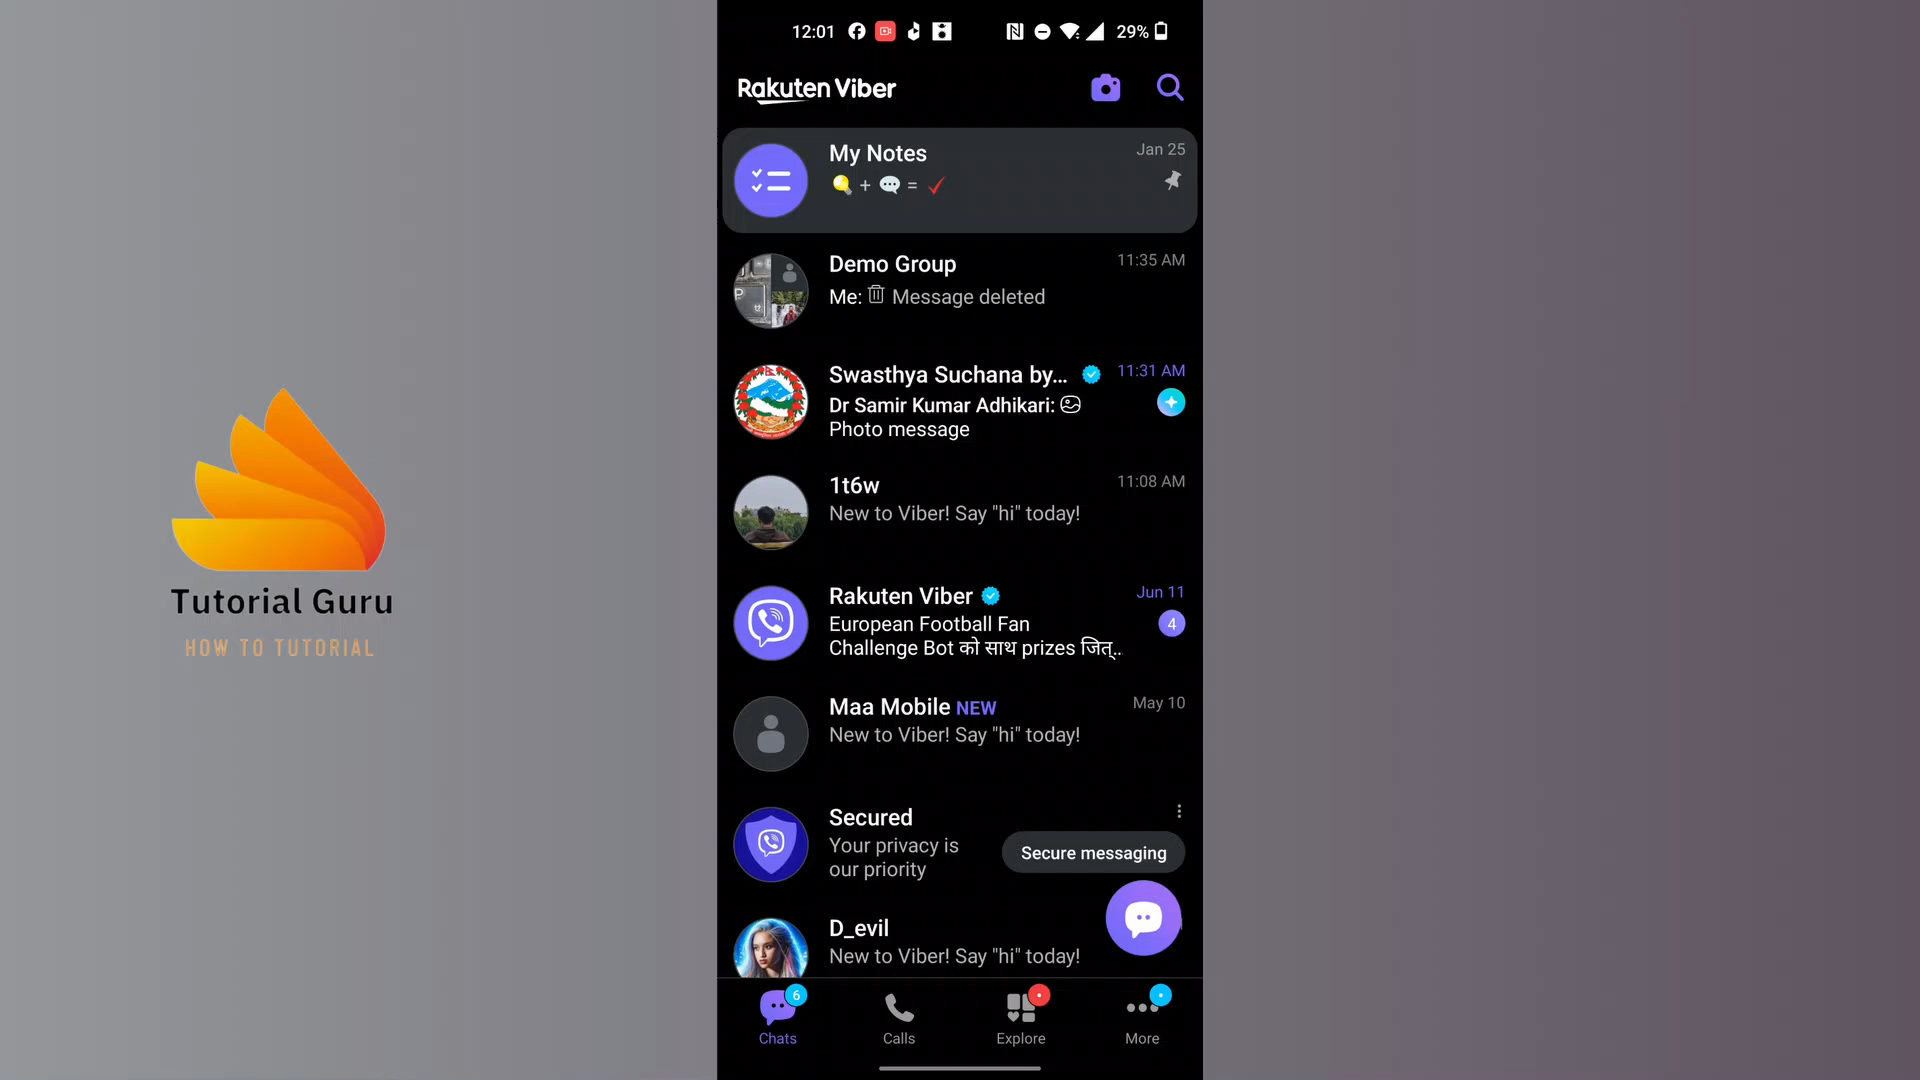 12:01
29%
Rakuten Viber
My Notes
Jan 25
+ = 
Demo Group
11:35 AM
Me: Message deleted
Swasthya Suchana by...
11:31 AM
Dr Samir Kumar Adhikari:
Photo message
1t6w
11:08 AM
New to Viber! Say "hi" today!
Rakuten Viber
Jun 11
European Football Fan
4
Challenge Bot को साथ prizes जित्...
Maa Mobile NEW
May 10
New to Viber! Say "hi" today!
Secured
Your privacy is
our priority
Secure messaging
D_evil
New to Viber! Say "hi" today!
6
Chats
Calls
Explore
More
Tutorial Guru
HOW TO TUTORIAL